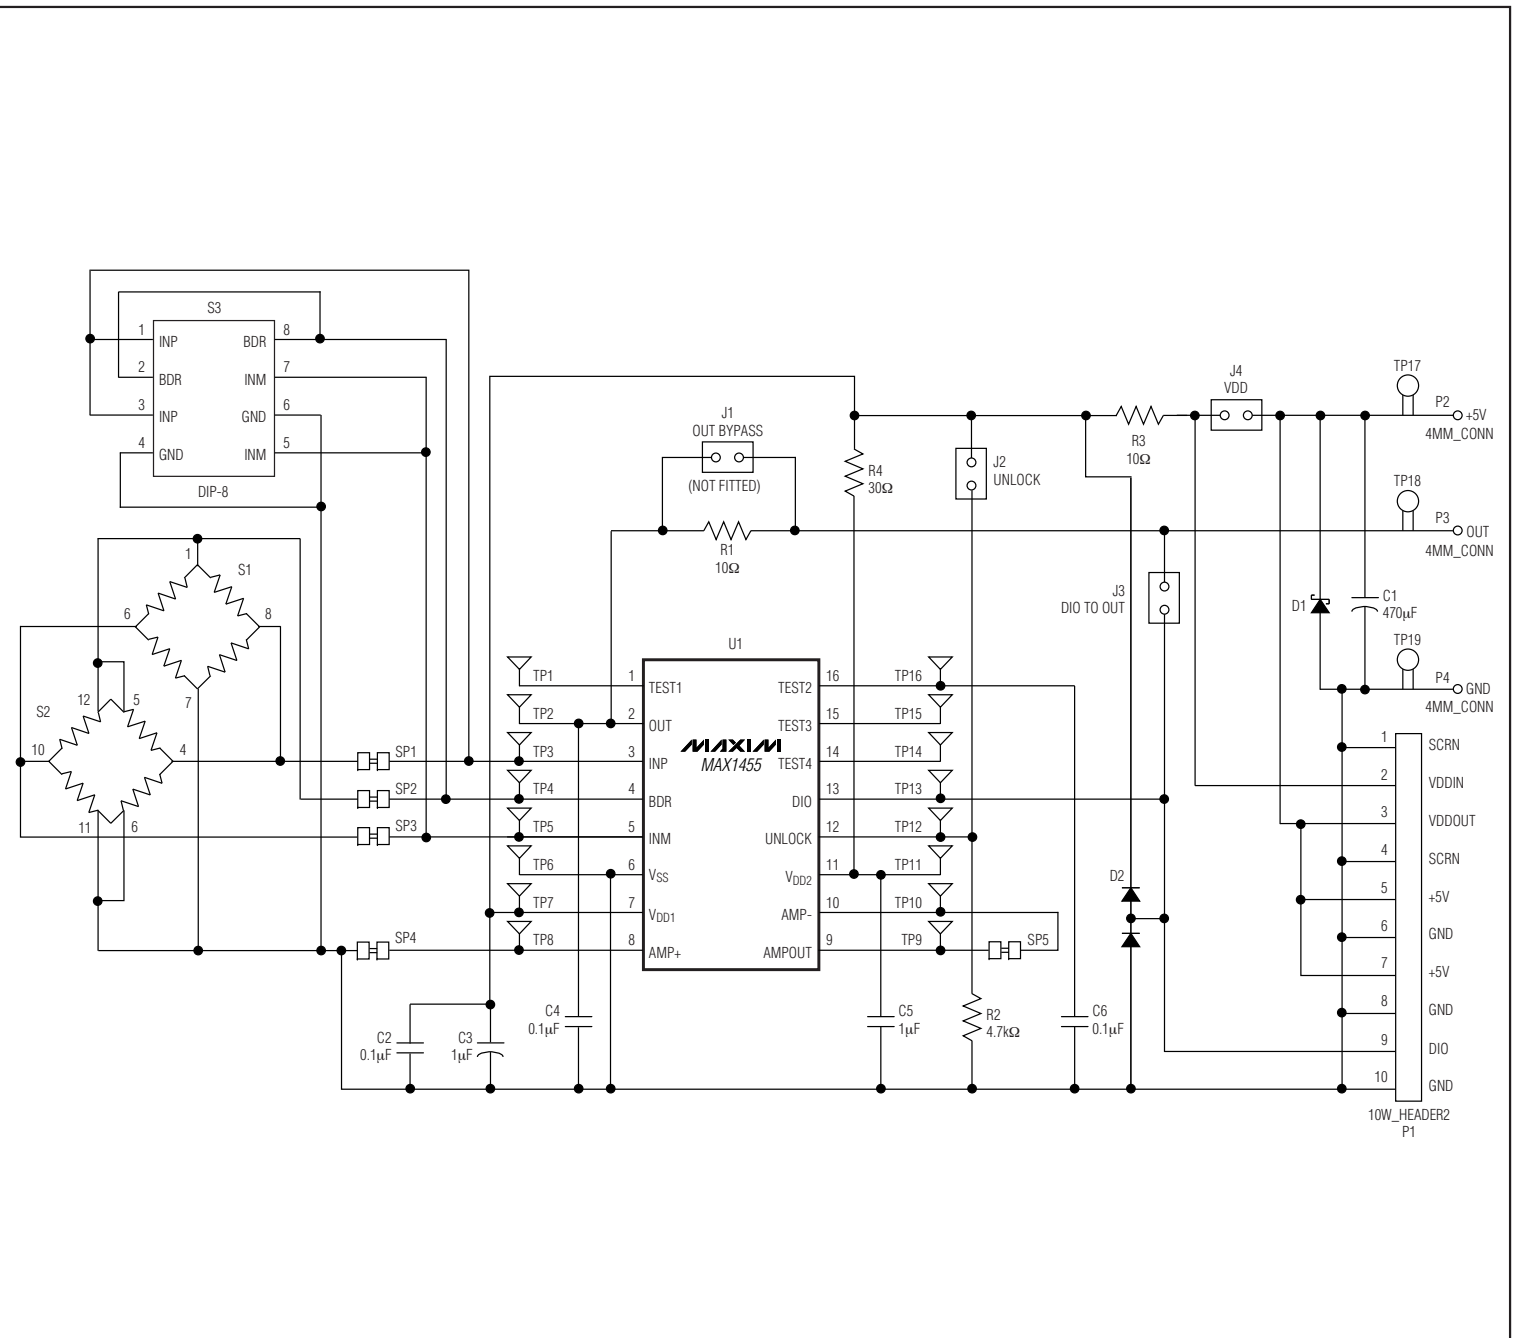 S3
1 INP
2 BDR
3 INP
4 GND
BDR 8
INM 7
GND 6
INM 5
DIP-8
S1
1
6
8
7
S2
12
5
10
4
11
6
SP1
SP2
SP3
SP4
J1
OUT BYPASS
(NOT FITTED)
R1
10Ω
R4
30Ω
J2
UNLOCK
R3
10Ω
J4
VDD
TP17
P2
+5V
4MM_CONN
TP18
P3
OUT
4MM_CONN
J3
DIO TO OUT
D1
C1
470µF
TP19
P4
GND
4MM_CONN
U1
MAXIM
MAX1455
TP1 1 TEST1
TP2 2 OUT
TP3 3 INP
TP4 4 BDR
TP5 5 INM
TP6 6 VSS
TP7 7 VDD1
TP8 8 AMP+
TEST2 16 TP16
TEST3 15 TP15
TEST4 14 TP14
DIO 13 TP13
UNLOCK 12 TP12
VDD2 11 TP11
AMP- 10 TP10
AMPOUT 9 TP9
SP5
D2
C2
0.1µF
C3
1µF
C4
0.1µF
C5
1µF
R2
4.7kΩ
C6
0.1µF
1 SCRN
2 VDDIN
3 VDDOUT
4 SCRN
5 +5V
6 GND
7 +5V
8 GND
9 DIO
10 GND
10W_HEADER2
P1